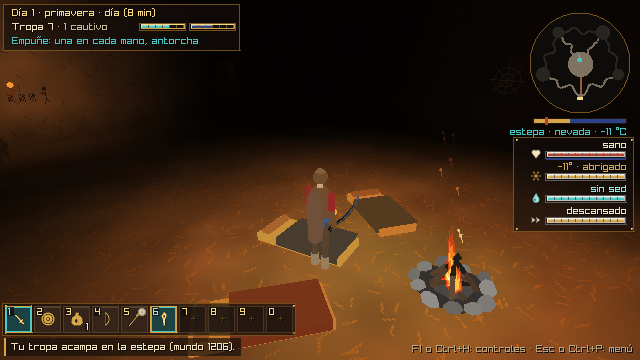 Día 1 · primavera · día (8 min)
Tropa 7 · 1 cautivo
Empuñe: una en cada mano, antorcha
estepa · nevada · -11 °C
sano
-11° · abrigado
sin sed
descansado
1 2 3 1 4 5 6 7 8 9 0
Tu tropa acampa en la estepa (mundo 1206).
F1 o Ctrl+H: controles · Esc o Ctrl+P: menú